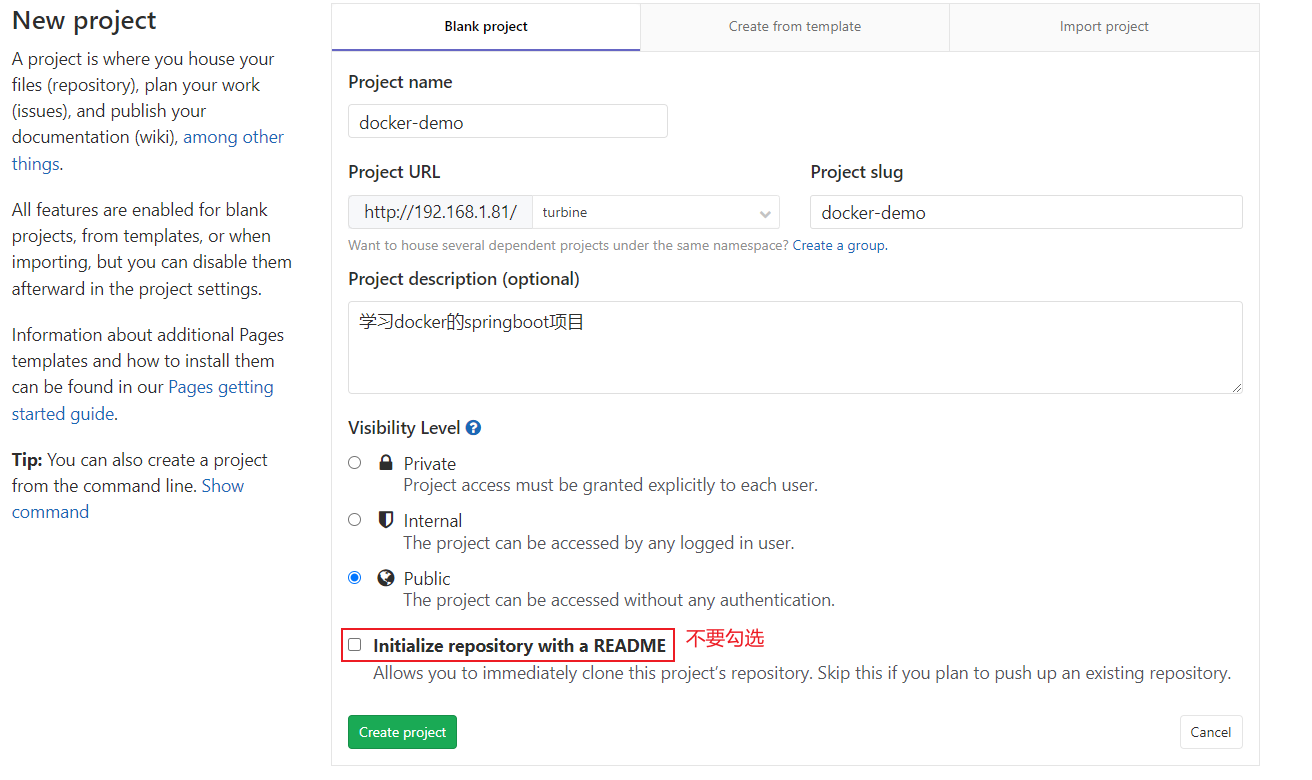 New project
A project is where you house your
files (repository), plan your work
(issues), and publish your
documentation (wiki), among other
things.
All features are enabled for blank
projects, from templates, or when
importing, but you can disable them
afterward in the project settings.
Information about additional Pages
templates and how to install them
can be found in our Pages getting
started guide.
Tip: You can also create a project
from the command line. Show
command
Blank project
Create from template
Import project
Project name
docker-demo
Project URL
Project slug
http://192.168.1.81/
turbine
docker-demo
Want to house several dependent projects under the same namespace? Create a group.
Project description (optional)
学习docker的springboot项目
Visibility Level
Private
Project access must be granted explicitly to each user.
Internal
The project can be accessed by any logged in user.
Public
The project can be accessed without any authentication.
Initialize repository with a README
不要勾选
Allows you to immediately clone this project’s repository. Skip this if you plan to push up an existing repository.
Create project
Cancel